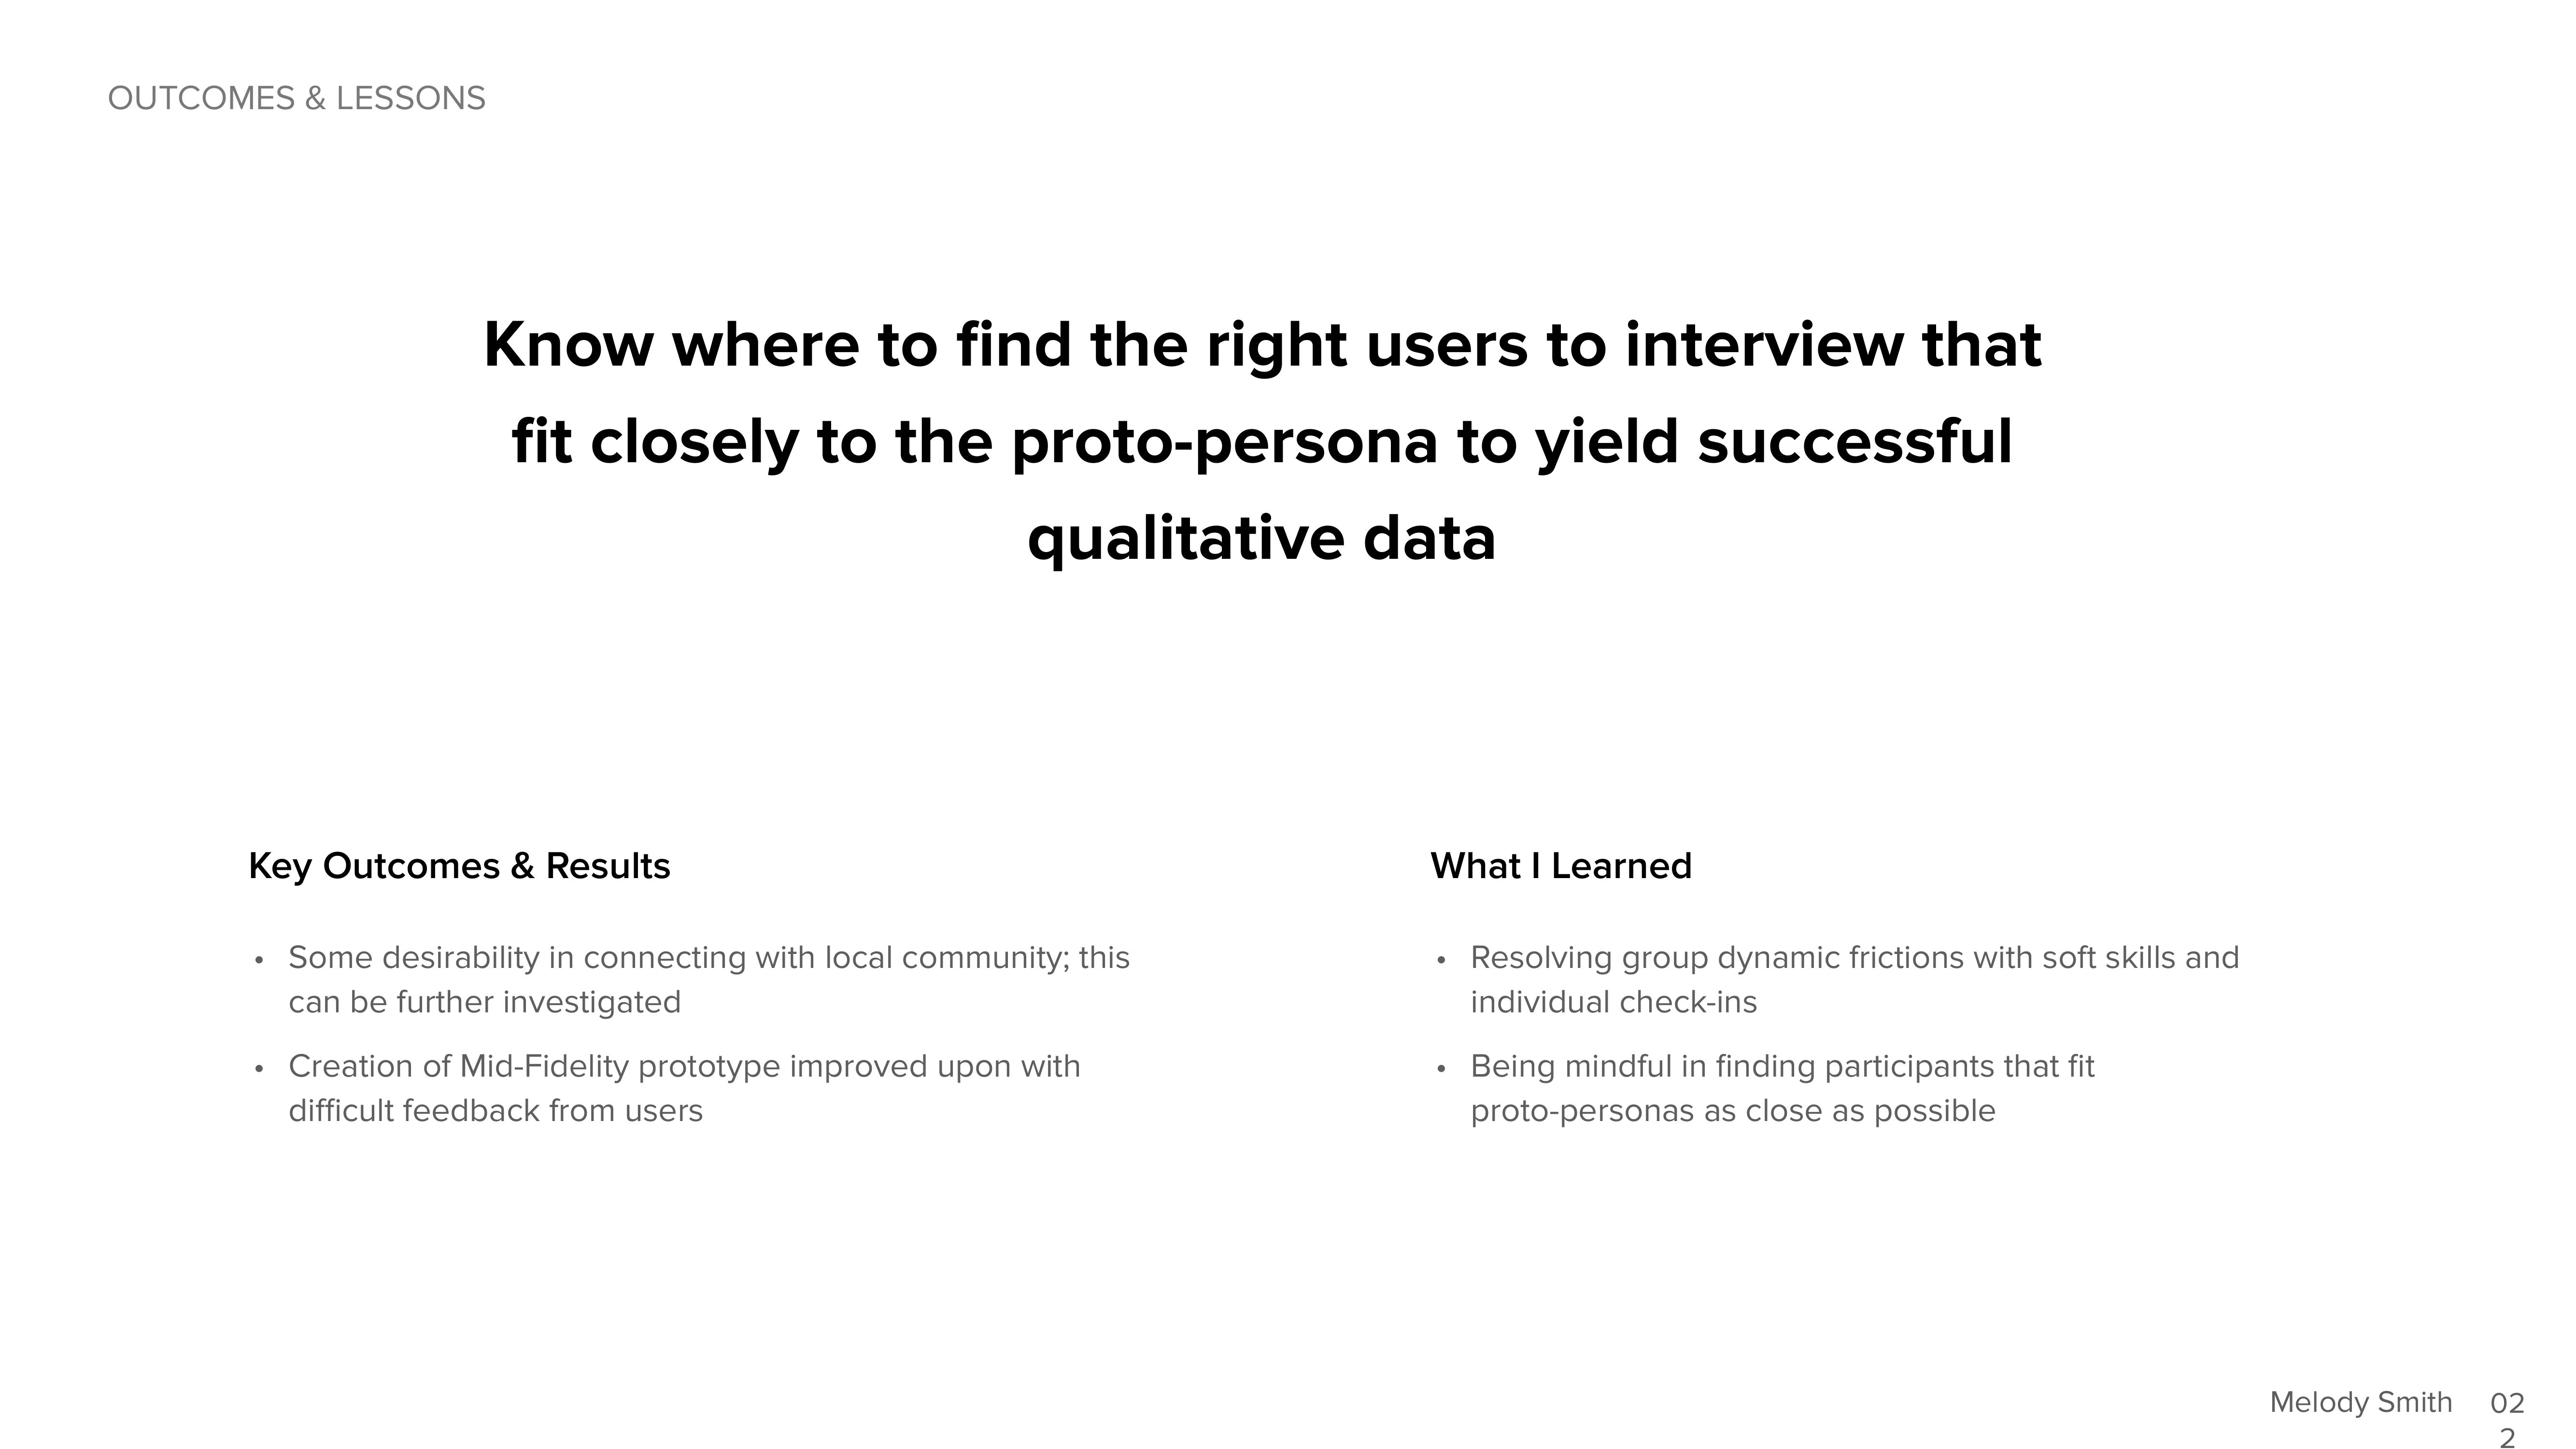 OUTCOMES & LESSONS
Know where to find the right users to interview that
fit closely to the proto-persona to yield successful
qualitative data
Key Outcomes & Results
• Some desirability in connecting with local community; this
can be further investigated
• Creation of Mid-Fidelity prototype improved upon with
difficult feedback from users
What I Learned
• Resolving group dynamic frictions with soft skills and
individual check-ins
• Being mindful in finding participants that fit
proto-personas as close as possible
Melody Smith 02
2